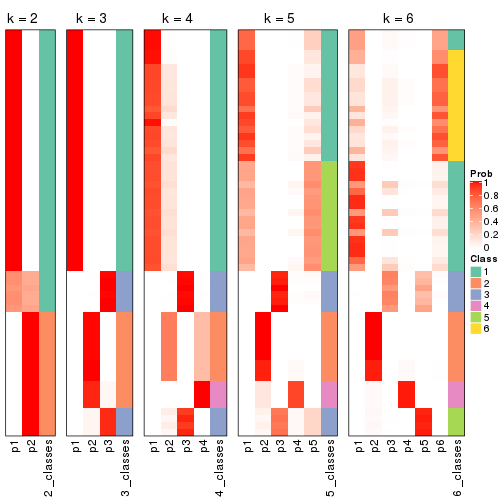 k = 2
k = 3
k = 4
k = 5
k = 6
Prob
1
0.8
0.6
0.4
0.2
0
Class
1
2
3
4
5
6
p1
p2
2_classes
p1
p2
p3
3_classes
p1
p2
p3
p4
4_classes
p1
p2
p3
p4
p5
5_classes
p1
p2
p3
p4
p5
p6
6_classes